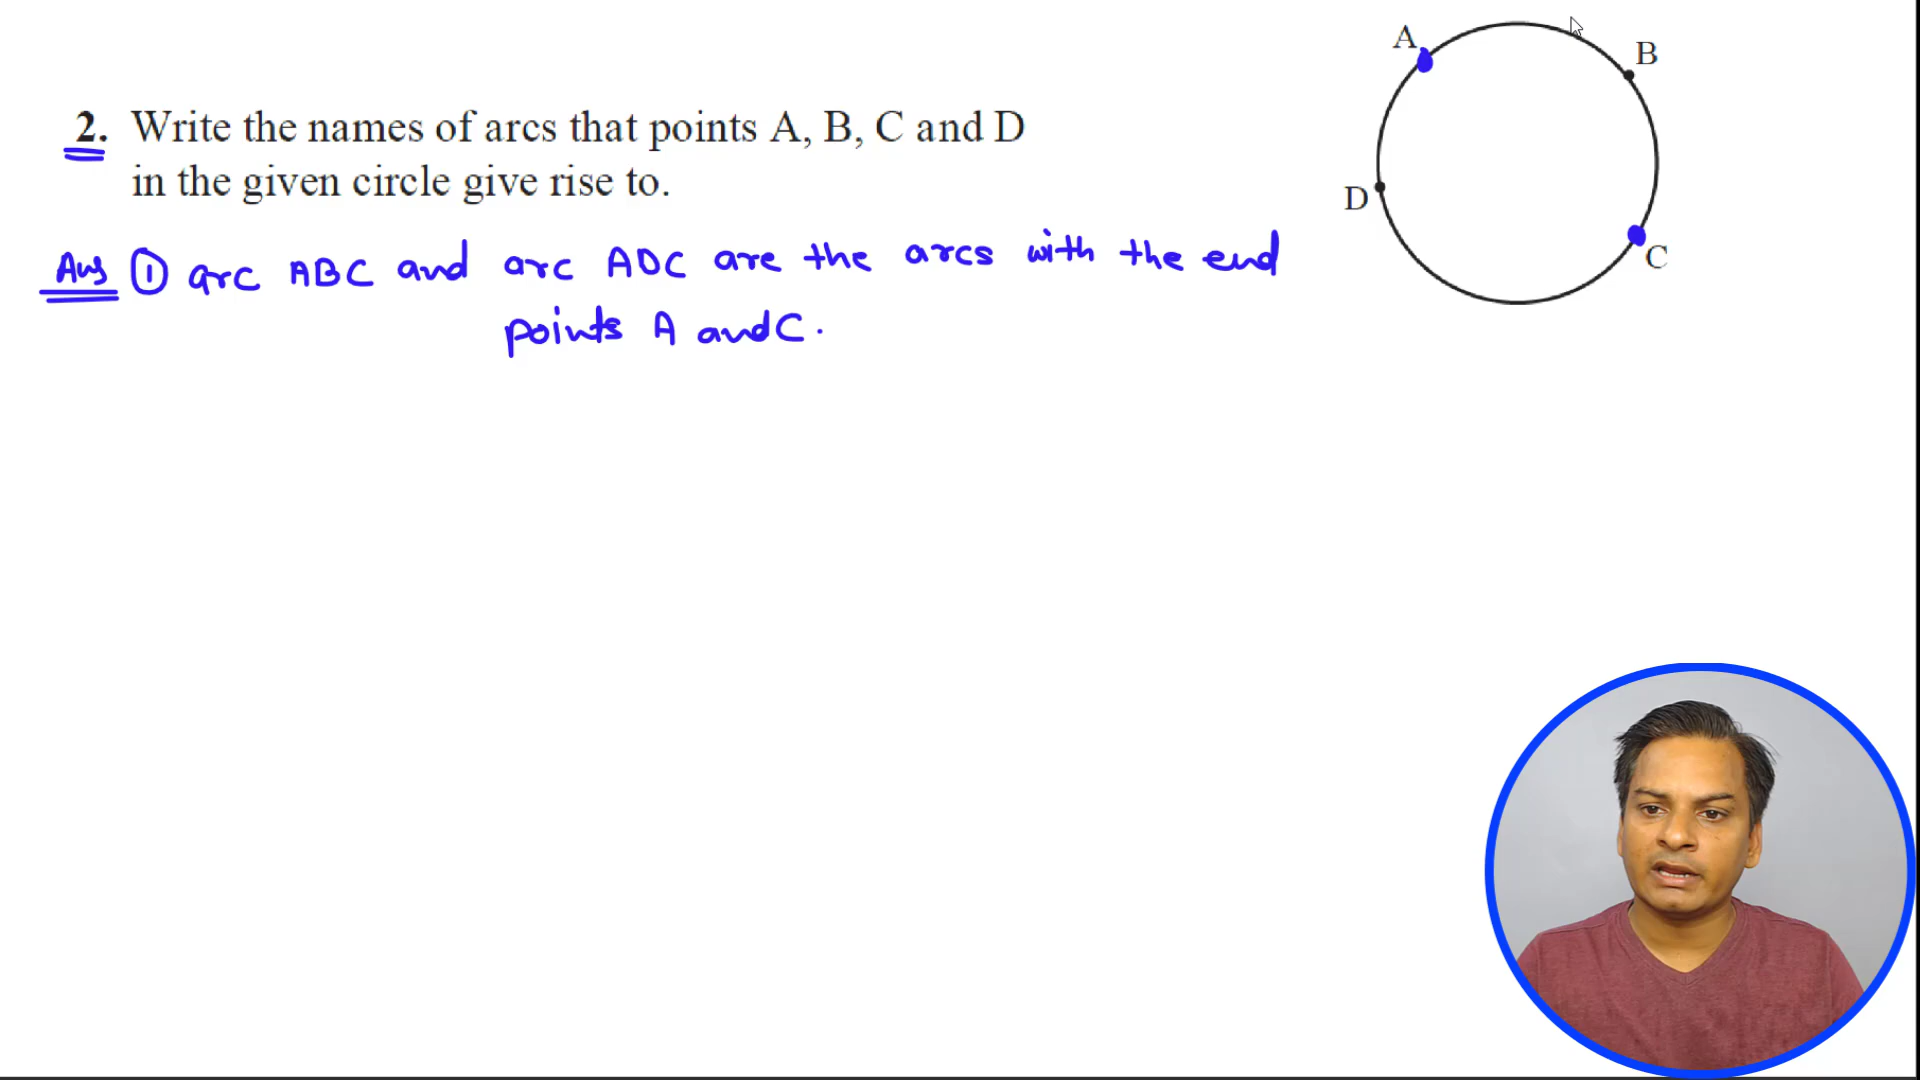 A
B
2. Write the names of arcs that points A, B, C and D
in the given circle give rise to.
D
C
Ans ① arc ABC and arc ADC are the arcs with the end
points A and C.